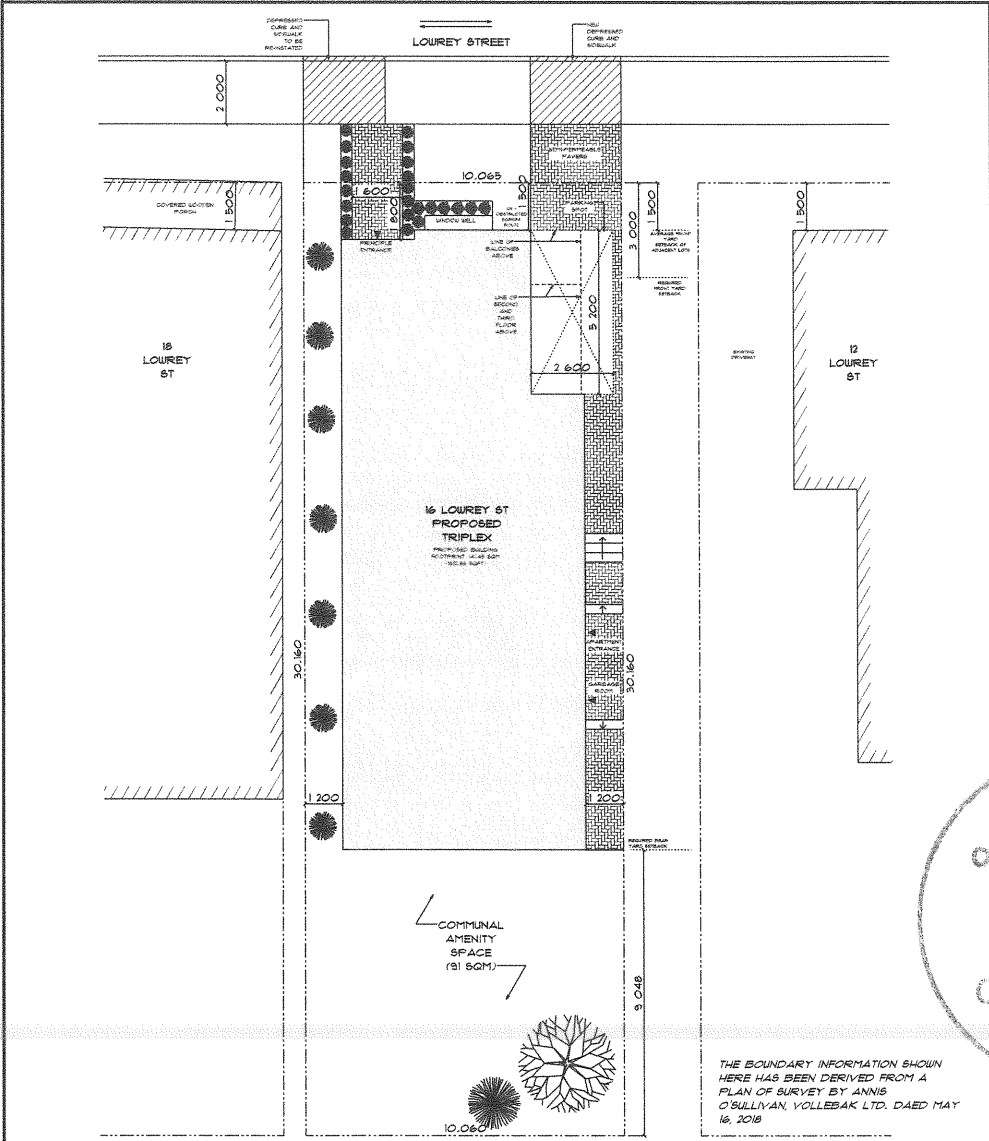 DEPRESSED
CURB AND
SIDEWALK
TO BE
RE-INSTATED
LOWREY STREET
NEW
DEPRESSED
CURB AND
SIDEWALK
2 000
SEMI-PERMEABLE
PAVERS
10.065
1 600
800
1 500
COVERED WOODEN
PORCH
1 500
WINDOW WELL
PARKING
SPOT
PRINCIPLE
ENTRANCE
LINE OF
BALCONIES
ABOVE
3 000
1 500
1 500
AVERAGE FRONT
YARD
SETBACK OF
ADJACENT LOTS
REQUIRED
FRONT YARD
SETBACK
LINE OF
SECOND
AND
THIRD
FLOOR
ABOVE
5 200
2 600
18
LOWREY
ST
EXISTING
DRIVEWAY
12
LOWREY
ST
16 LOWREY ST
PROPOSED
TRIPLEX
PROPOSED BUILDING
APARTMENT
ENTRANCE
GARBAGE
ROOM
30.160
30.160
1 200
1 200
REQUIRED REAR
YARD SETBACK
COMMUNAL
AMENITY
SPACE
(91 SQM.)
9 048
10.060
THE BOUNDARY INFORMATION SHOWN
HERE HAS BEEN DERIVED FROM A
PLAN OF SURVEY BY ANNIS
O'SULLIVAN, VOLLEBAK LTD. DAED MAY
16, 2018